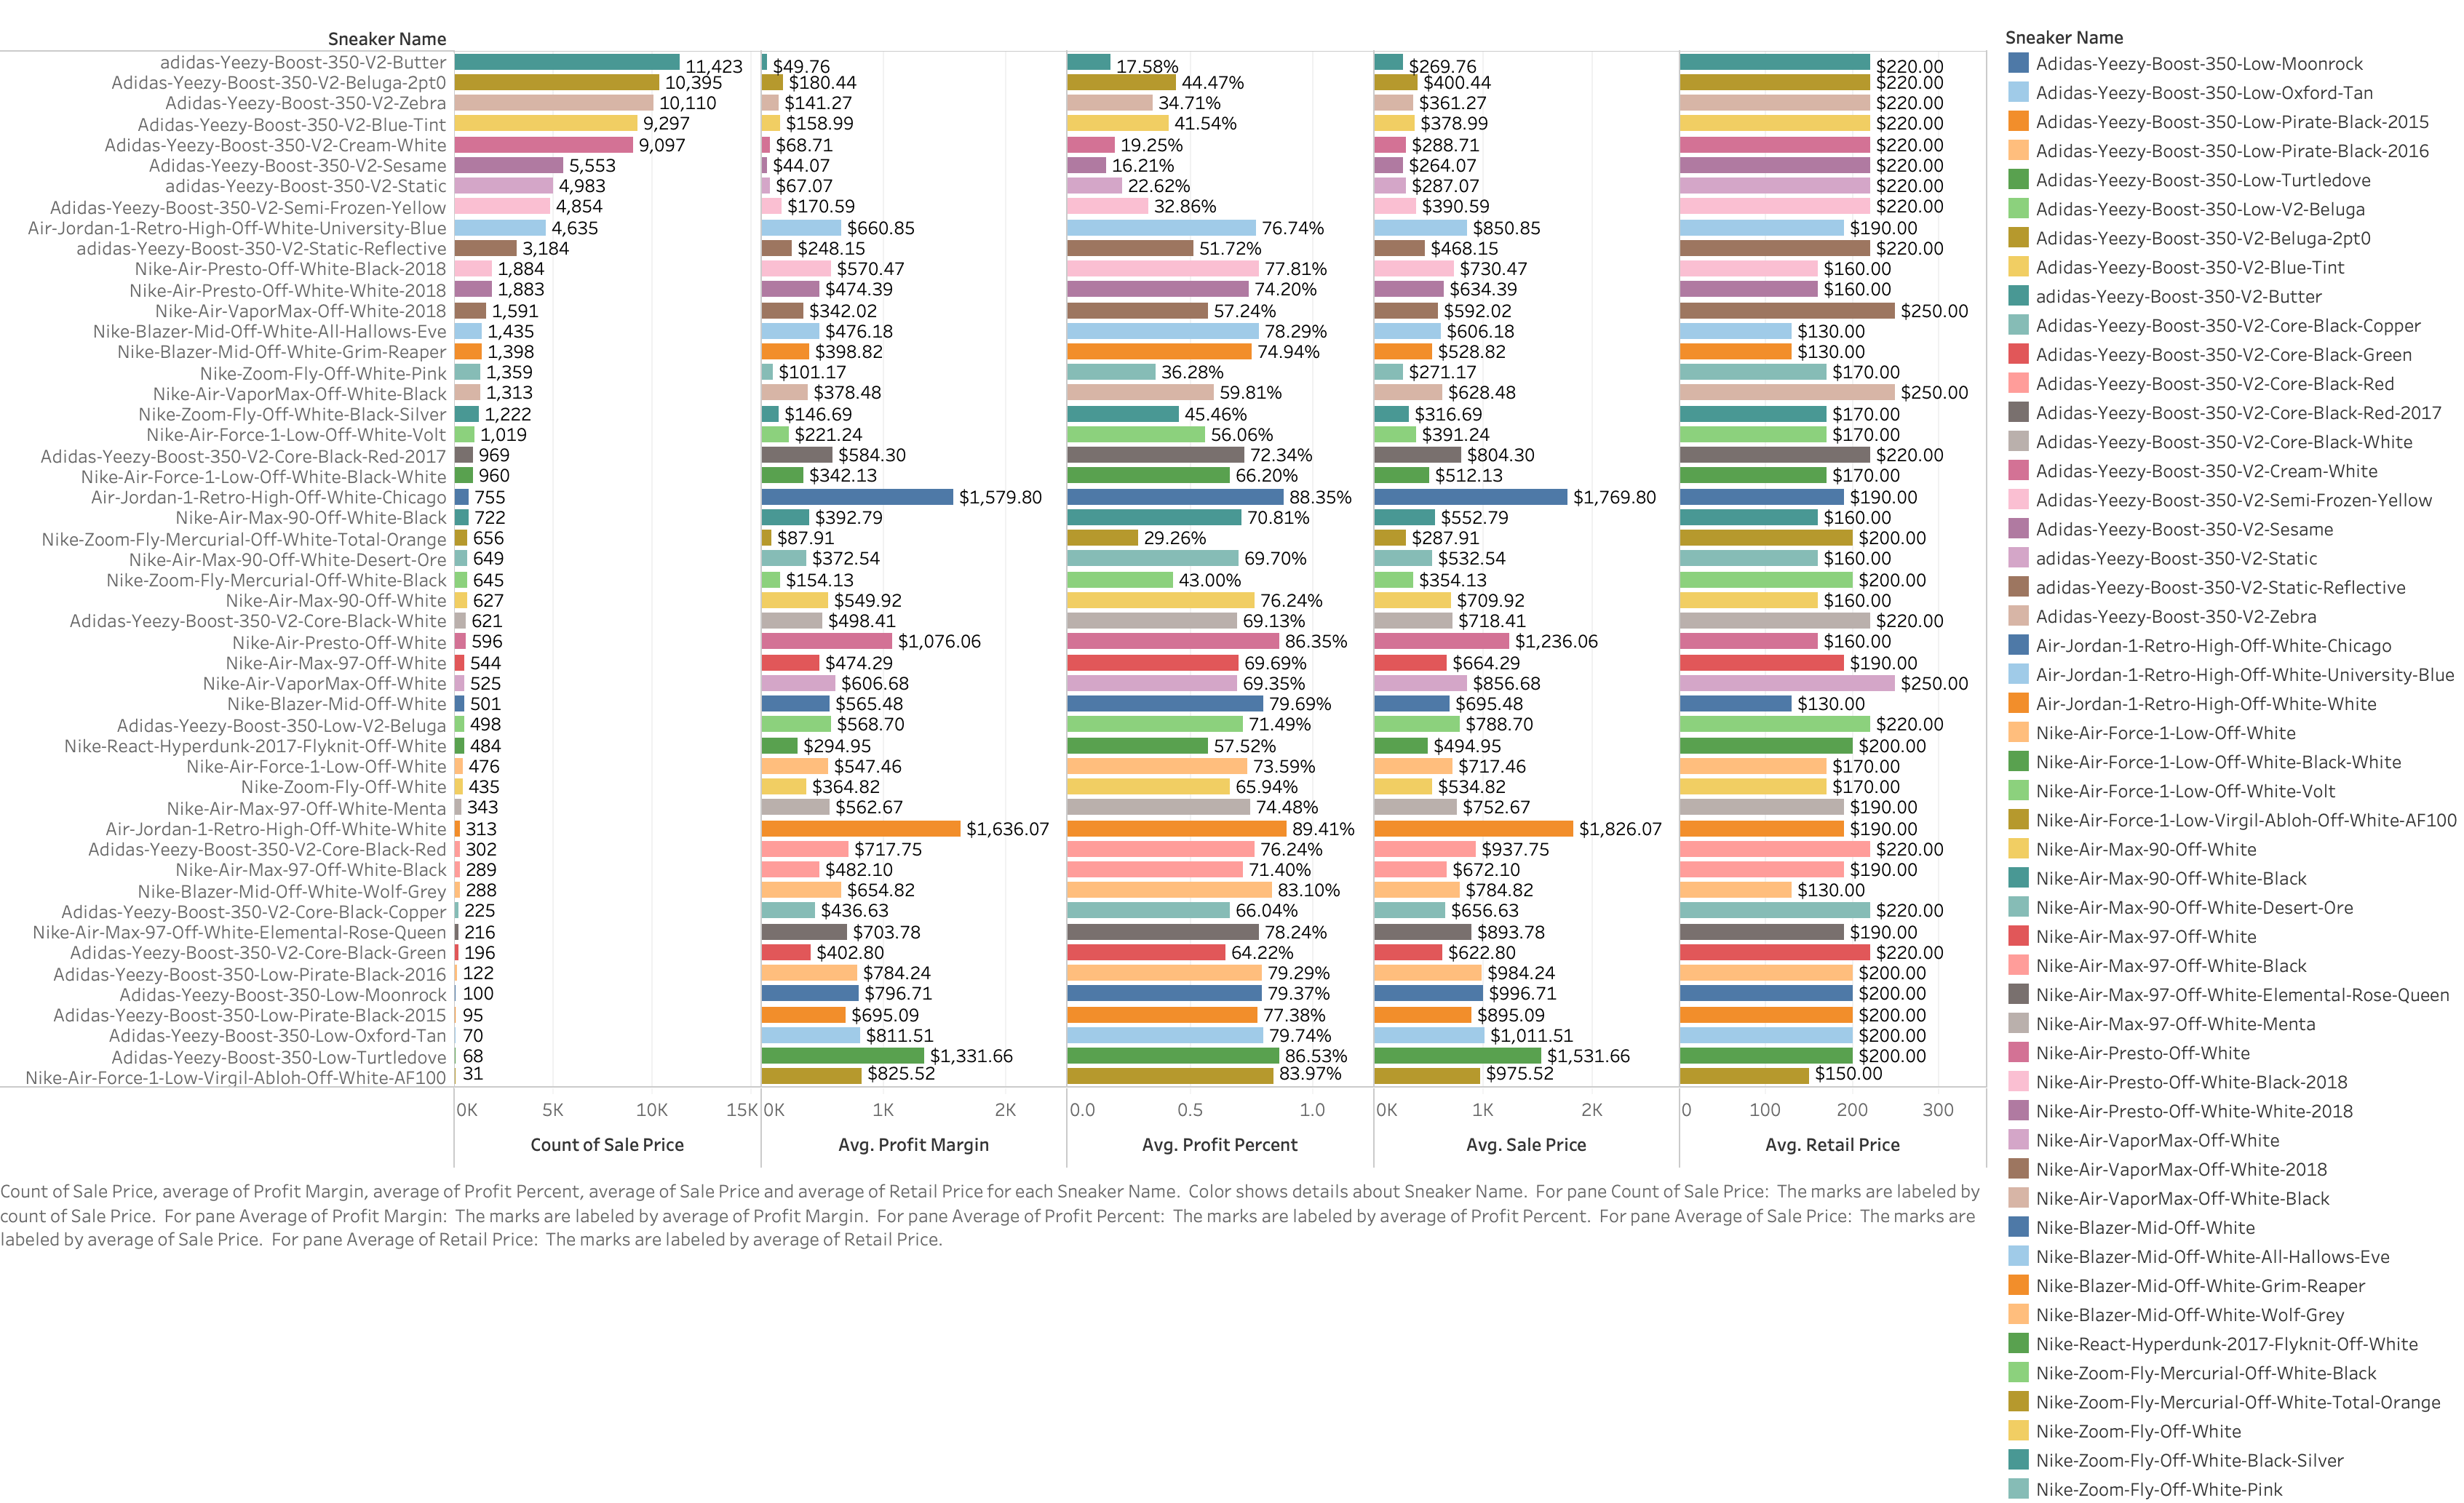 Sneaker Name
adidas-Yeezy-Boost-350-V2-Butter 11,423 $49.76 17.58% $269.76 $220.00
Adidas-Yeezy-Boost-350-V2-Beluga-2pt0 10,395 $180.44 44.47% $400.44 $220.00
Adidas-Yeezy-Boost-350-V2-Zebra 10,110 $141.27 34.71% $361.27 $220.00
Adidas-Yeezy-Boost-350-V2-Blue-Tint 9,297 $158.99 41.54% $378.99 $220.00
Adidas-Yeezy-Boost-350-V2-Cream-White 9,097 $68.71 19.25% $288.71 $220.00
Adidas-Yeezy-Boost-350-V2-Sesame 5,553 $44.07 16.21% $264.07 $220.00
adidas-Yeezy-Boost-350-V2-Static 4,983 $67.07 22.62% $287.07 $220.00
Adidas-Yeezy-Boost-350-V2-Semi-Frozen-Yellow 4,854 $170.59 32.86% $390.59 $220.00
Air-Jordan-1-Retro-High-Off-White-University-Blue 4,635 $660.85 76.74% $850.85 $190.00
adidas-Yeezy-Boost-350-V2-Static-Reflective 3,184 $248.15 51.72% $468.15 $220.00
Nike-Air-Presto-Off-White-Black-2018 1,884 $570.47 77.81% $730.47 $160.00
Nike-Air-Presto-Off-White-White-2018 1,883 $474.39 74.20% $634.39 $160.00
Nike-Air-VaporMax-Off-White-2018 1,591 $342.02 57.24% $592.02 $250.00
Nike-Blazer-Mid-Off-White-All-Hallows-Eve 1,435 $476.18 78.29% $606.18 $130.00
Nike-Blazer-Mid-Off-White-Grim-Reaper 1,398 $398.82 74.94% $528.82 $130.00
Nike-Zoom-Fly-Off-White-Pink 1,359 $101.17 36.28% $271.17 $170.00
Nike-Air-VaporMax-Off-White-Black 1,313 $378.48 59.81% $628.48 $250.00
Nike-Zoom-Fly-Off-White-Black-Silver 1,222 $146.69 45.46% $316.69 $170.00
Nike-Air-Force-1-Low-Off-White-Volt 1,019 $221.24 56.06% $391.24 $170.00
Adidas-Yeezy-Boost-350-V2-Core-Black-Red-2017 969 $584.30 72.34% $804.30 $220.00
Nike-Air-Force-1-Low-Off-White-Black-White 960 $342.13 66.20% $512.13 $170.00
Air-Jordan-1-Retro-High-Off-White-Chicago 755 $1,579.80 88.35% $1,769.80 $190.00
Nike-Air-Max-90-Off-White-Black 722 $392.79 70.81% $552.79 $160.00
Nike-Zoom-Fly-Mercurial-Off-White-Total-Orange 656 $87.91 29.26% $287.91 $200.00
Nike-Air-Max-90-Off-White-Desert-Ore 649 $372.54 69.70% $532.54 $160.00
Nike-Zoom-Fly-Mercurial-Off-White-Black 645 $154.13 43.00% $354.13 $200.00
Nike-Air-Max-90-Off-White 627 $549.92 76.24% $709.92 $160.00
Adidas-Yeezy-Boost-350-V2-Core-Black-White 621 $498.41 69.13% $718.41 $220.00
Nike-Air-Presto-Off-White 596 $1,076.06 86.35% $1,236.06 $160.00
Nike-Air-Max-97-Off-White 544 $474.29 69.69% $664.29 $190.00
Nike-Air-VaporMax-Off-White 525 $606.68 69.35% $856.68 $250.00
Nike-Blazer-Mid-Off-White 501 $565.48 79.69% $695.48 $130.00
Adidas-Yeezy-Boost-350-Low-V2-Beluga 498 $568.70 71.49% $788.70 $220.00
Nike-React-Hyperdunk-2017-Flyknit-Off-White 484 $294.95 57.52% $494.95 $200.00
Nike-Air-Force-1-Low-Off-White 476 $547.46 73.59% $717.46 $170.00
Nike-Zoom-Fly-Off-White 435 $364.82 65.94% $534.82 $170.00
Nike-Air-Max-97-Off-White-Menta 343 $562.67 74.48% $752.67 $190.00
Air-Jordan-1-Retro-High-Off-White-White 313 $1,636.07 89.41% $1,826.07 $190.00
Adidas-Yeezy-Boost-350-V2-Core-Black-Red 302 $717.75 76.24% $937.75 $220.00
Nike-Air-Max-97-Off-White-Black 289 $482.10 71.40% $672.10 $190.00
Nike-Blazer-Mid-Off-White-Wolf-Grey 288 $654.82 83.10% $784.82 $130.00
Adidas-Yeezy-Boost-350-V2-Core-Black-Copper 225 $436.63 66.04% $656.63 $220.00
Nike-Air-Max-97-Off-White-Elemental-Rose-Queen 216 $703.78 78.24% $893.78 $190.00
Adidas-Yeezy-Boost-350-V2-Core-Black-Green 196 $402.80 64.22% $622.80 $220.00
Adidas-Yeezy-Boost-350-Low-Pirate-Black-2016 122 $784.24 79.29% $984.24 $200.00
Adidas-Yeezy-Boost-350-Low-Moonrock 100 $796.71 79.37% $996.71 $200.00
Adidas-Yeezy-Boost-350-Low-Pirate-Black-2015 95 $695.09 77.38% $895.09 $200.00
Adidas-Yeezy-Boost-350-Low-Oxford-Tan 70 $811.51 79.74% $1,011.51 $200.00
Adidas-Yeezy-Boost-350-Low-Turtledove 68 $1,331.66 86.53% $1,531.66 $200.00
Nike-Air-Force-1-Low-Virgil-Abloh-Off-White-AF100 31 $825.52 83.97% $975.52 $150.00
0K 5K 10K 15K 0K 1K 2K 0.0 0.5 1.0 0K 1K 2K 0 100 200 300
Count of Sale Price Avg. Profit Margin Avg. Profit Percent Avg. Sale Price Avg. Retail Price
Count of Sale Price, average of Profit Margin, average of Profit Percent, average of Sale Price and average of Retail Price for each Sneaker Name. Color shows details about Sneaker Name. For pane Count of Sale Price: The marks are labeled by
count of Sale Price. For pane Average of Profit Margin: The marks are labeled by average of Profit Margin. For pane Average of Profit Percent: The marks are labeled by average of Profit Percent. For pane Average of Sale Price: The marks are
labeled by average of Sale Price. For pane Average of Retail Price: The marks are labeled by average of Retail Price.
Sneaker Name
Adidas-Yeezy-Boost-350-Low-Moonrock
Adidas-Yeezy-Boost-350-Low-Oxford-Tan
Adidas-Yeezy-Boost-350-Low-Pirate-Black-2015
Adidas-Yeezy-Boost-350-Low-Pirate-Black-2016
Adidas-Yeezy-Boost-350-Low-Turtledove
Adidas-Yeezy-Boost-350-Low-V2-Beluga
Adidas-Yeezy-Boost-350-V2-Beluga-2pt0
Adidas-Yeezy-Boost-350-V2-Blue-Tint
adidas-Yeezy-Boost-350-V2-Butter
Adidas-Yeezy-Boost-350-V2-Core-Black-Copper
Adidas-Yeezy-Boost-350-V2-Core-Black-Green
Adidas-Yeezy-Boost-350-V2-Core-Black-Red
Adidas-Yeezy-Boost-350-V2-Core-Black-Red-2017
Adidas-Yeezy-Boost-350-V2-Core-Black-White
Adidas-Yeezy-Boost-350-V2-Cream-White
Adidas-Yeezy-Boost-350-V2-Semi-Frozen-Yellow
Adidas-Yeezy-Boost-350-V2-Sesame
adidas-Yeezy-Boost-350-V2-Static
adidas-Yeezy-Boost-350-V2-Static-Reflective
Adidas-Yeezy-Boost-350-V2-Zebra
Air-Jordan-1-Retro-High-Off-White-Chicago
Air-Jordan-1-Retro-High-Off-White-University-Blue
Air-Jordan-1-Retro-High-Off-White-White
Nike-Air-Force-1-Low-Off-White
Nike-Air-Force-1-Low-Off-White-Black-White
Nike-Air-Force-1-Low-Off-White-Volt
Nike-Air-Force-1-Low-Virgil-Abloh-Off-White-AF100
Nike-Air-Max-90-Off-White
Nike-Air-Max-90-Off-White-Black
Nike-Air-Max-90-Off-White-Desert-Ore
Nike-Air-Max-97-Off-White
Nike-Air-Max-97-Off-White-Black
Nike-Air-Max-97-Off-White-Elemental-Rose-Queen
Nike-Air-Max-97-Off-White-Menta
Nike-Air-Presto-Off-White
Nike-Air-Presto-Off-White-Black-2018
Nike-Air-Presto-Off-White-White-2018
Nike-Air-VaporMax-Off-White
Nike-Air-VaporMax-Off-White-2018
Nike-Air-VaporMax-Off-White-Black
Nike-Blazer-Mid-Off-White
Nike-Blazer-Mid-Off-White-All-Hallows-Eve
Nike-Blazer-Mid-Off-White-Grim-Reaper
Nike-Blazer-Mid-Off-White-Wolf-Grey
Nike-React-Hyperdunk-2017-Flyknit-Off-White
Nike-Zoom-Fly-Mercurial-Off-White-Black
Nike-Zoom-Fly-Mercurial-Off-White-Total-Orange
Nike-Zoom-Fly-Off-White
Nike-Zoom-Fly-Off-White-Black-Silver
Nike-Zoom-Fly-Off-White-Pink